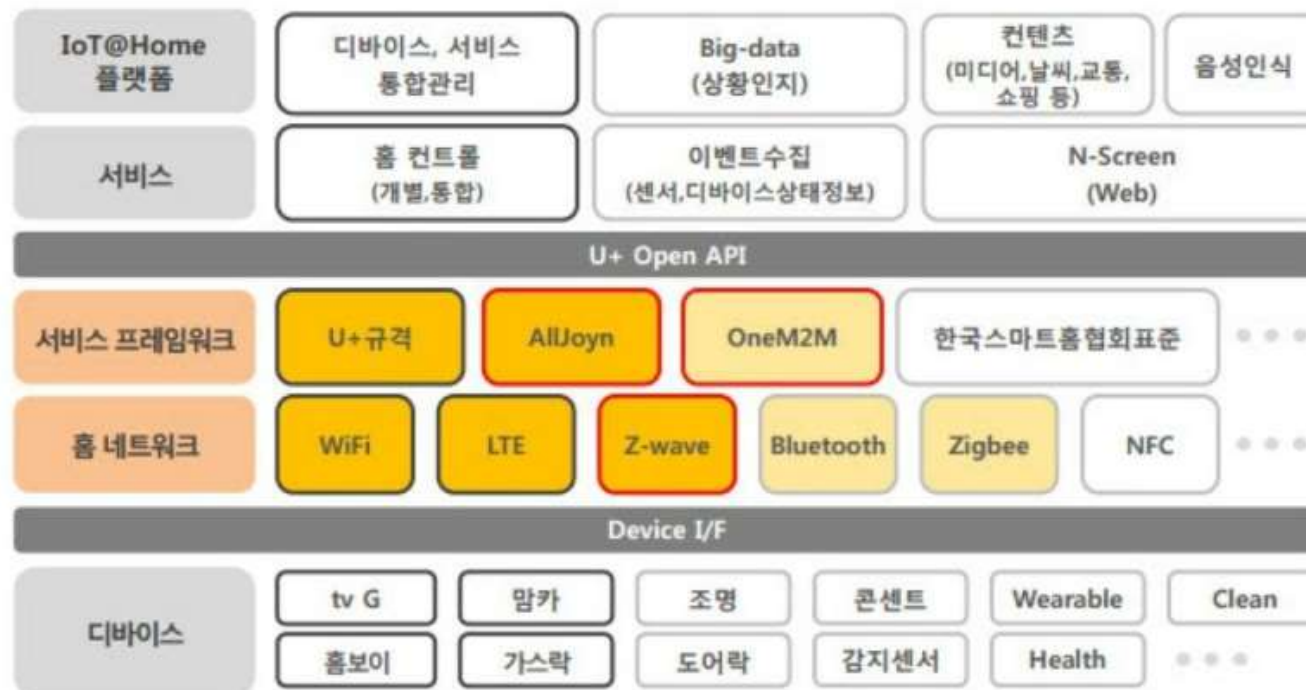 IoT@Home
플랫폼
디바이스, 서비스
통합관리
Big-data
(상황인지)
컨텐츠
(미디어,날씨,교통,
쇼핑 등)
음성인식
서비스
홈 컨트롤
(개별,통합)
이벤트수집
(센서,디바이스상태정보)
N-Screen
(Web)
U+ Open API
서비스 프레임워크
U+규격
AllJoyn
OneM2M
한국스마트홈협회표준
홈 네트워크
WiFi
LTE
Z-wave
Bluetooth
Zigbee
NFC
Device I/F
디바이스
tv G
맘카
조명
콘센트
Wearable
Clean
홈보이
가스락
도어락
감지센서
Health